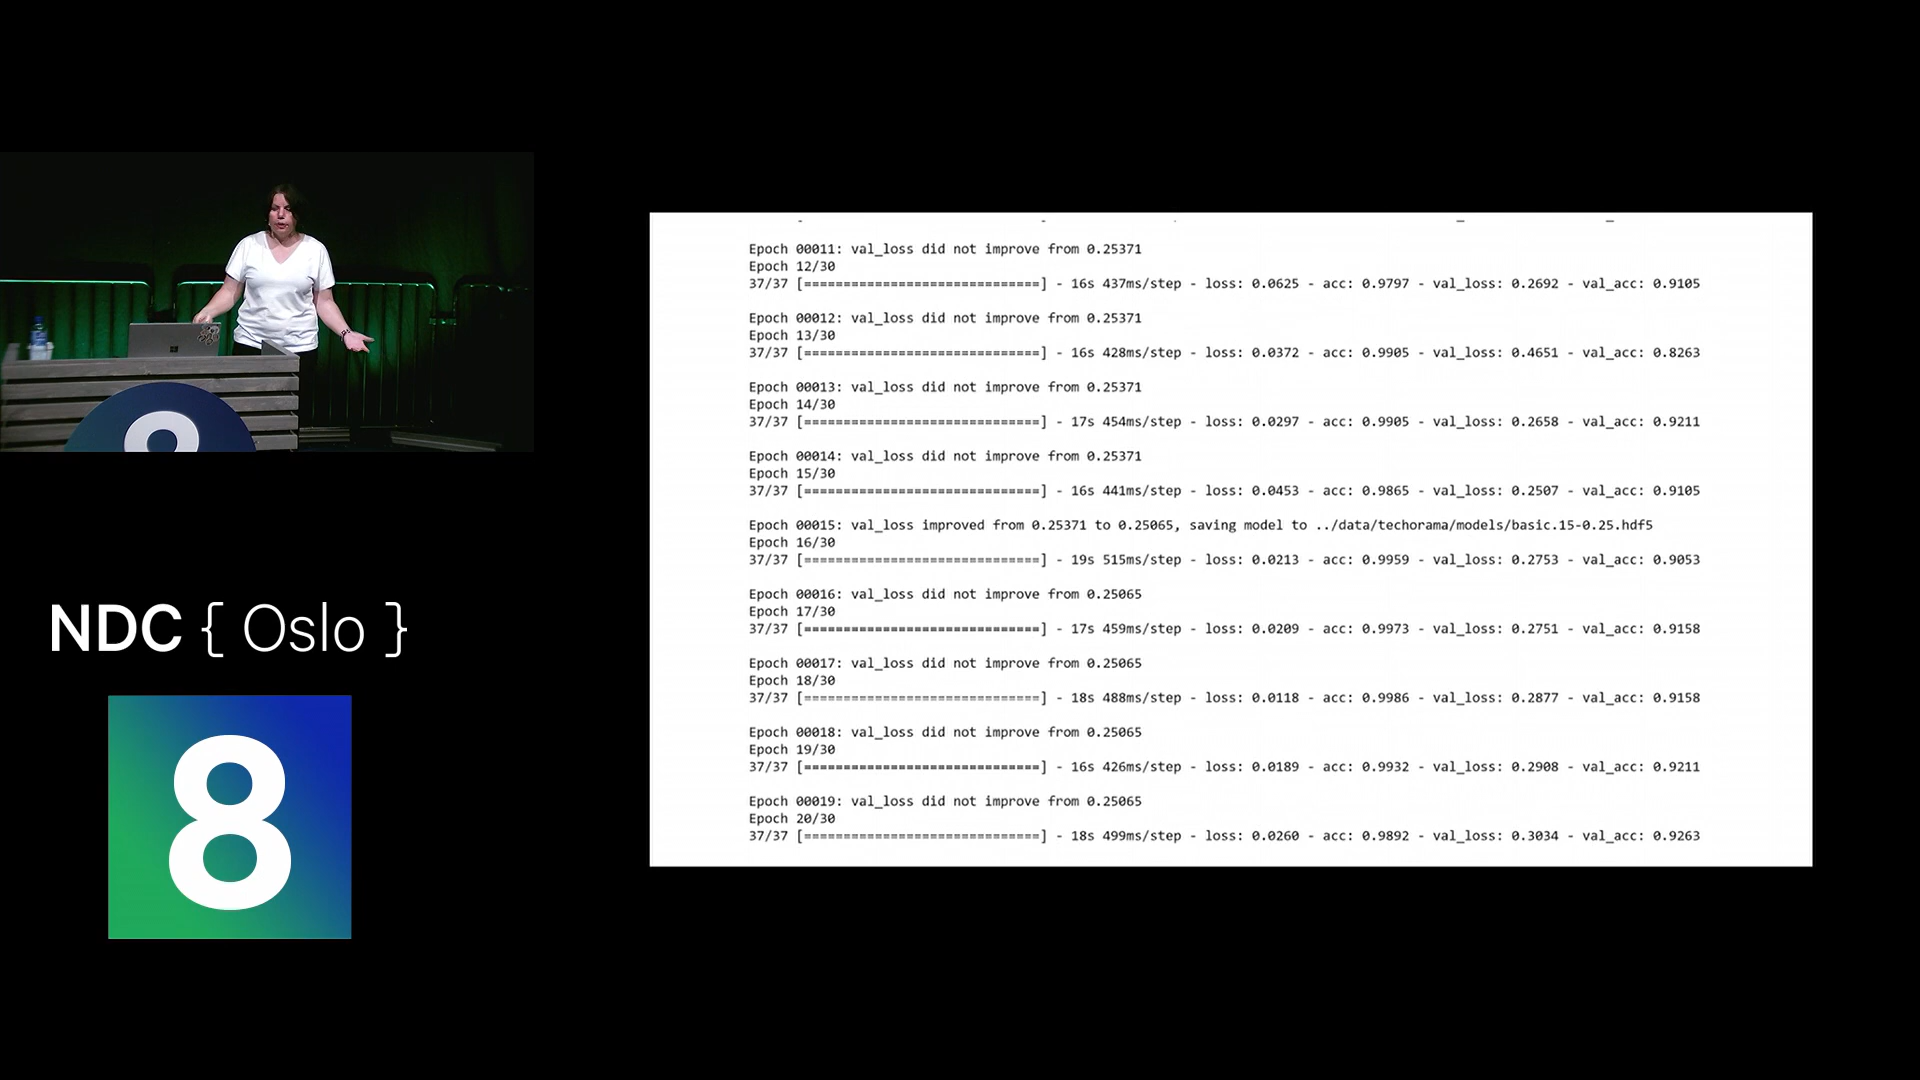 Epoch 00011: val_loss did not improve from 0.25371
Epoch 12/30
37/37 [==============================] - 16s 437ms/step - loss: 0.0625 - acc: 0.9797 - val_loss: 0.2692 - val_acc: 0.9105
Epoch 00012: val_loss did not improve from 0.25371
Epoch 13/30
37/37 [==============================] - 16s 428ms/step - loss: 0.0372 - acc: 0.9905 - val_loss: 0.4651 - val_acc: 0.8263
Epoch 00013: val_loss did not improve from 0.25371
Epoch 14/30
37/37 [==============================] - 17s 454ms/step - loss: 0.0297 - acc: 0.9905 - val_loss: 0.2658 - val_acc: 0.9211
Epoch 00014: val_loss did not improve from 0.25371
Epoch 15/30
37/37 [==============================] - 16s 441ms/step - loss: 0.0453 - acc: 0.9865 - val_loss: 0.2507 - val_acc: 0.9105
Epoch 00015: val_loss improved from 0.25371 to 0.25065, saving model to ../data/techorama/models/basic.15-0.25.hdf5
Epoch 16/30
37/37 [==============================] - 19s 515ms/step - loss: 0.0213 - acc: 0.9959 - val_loss: 0.2753 - val_acc: 0.9053
Epoch 00016: val_loss did not improve from 0.25065
Epoch 17/30
37/37 [==============================] - 17s 459ms/step - loss: 0.0209 - acc: 0.9973 - val_loss: 0.2751 - val_acc: 0.9158
Epoch 00017: val_loss did not improve from 0.25065
Epoch 18/30
37/37 [==============================] - 18s 488ms/step - loss: 0.0118 - acc: 0.9986 - val_loss: 0.2877 - val_acc: 0.9158
Epoch 00018: val_loss did not improve from 0.25065
Epoch 19/30
37/37 [==============================] - 16s 426ms/step - loss: 0.0189 - acc: 0.9932 - val_loss: 0.2908 - val_acc: 0.9211
Epoch 00019: val_loss did not improve from 0.25065
Epoch 20/30
37/37 [==============================] - 18s 499ms/step - loss: 0.0260 - acc: 0.9892 - val_loss: 0.3034 - val_acc: 0.9263
8
NDC { Oslo }
8